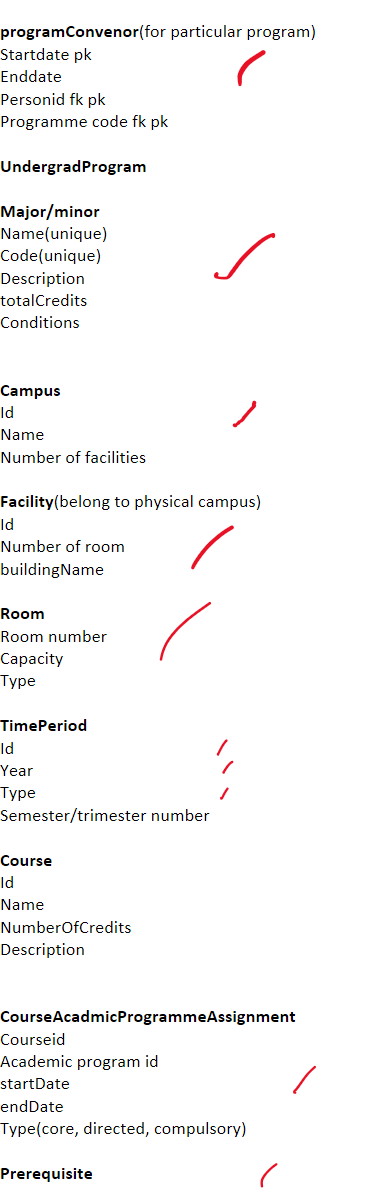 programConvenor(for particular program)
Startdate pk
Enddate
Personid fk pk
Programme code fk pk
UndergradProgram
Major/minor
Name(unique)
Code(unique)
Description
totalCredits
Conditions
Campus
Id
Name
Number of facilities
Facility(belong to physical campus)
Id
Number of room
buildingName
Room
Room number
Capacity
Type
TimePeriod
Id
Year
Type
Semester/trimester number
Course
Id
Name
NumberOfCredits
Description
CourseAcadmicProgrammeAssignment
Courseid
Academic program id
startDate
endDate
Type(core, directed, compulsory)
Prerequisite